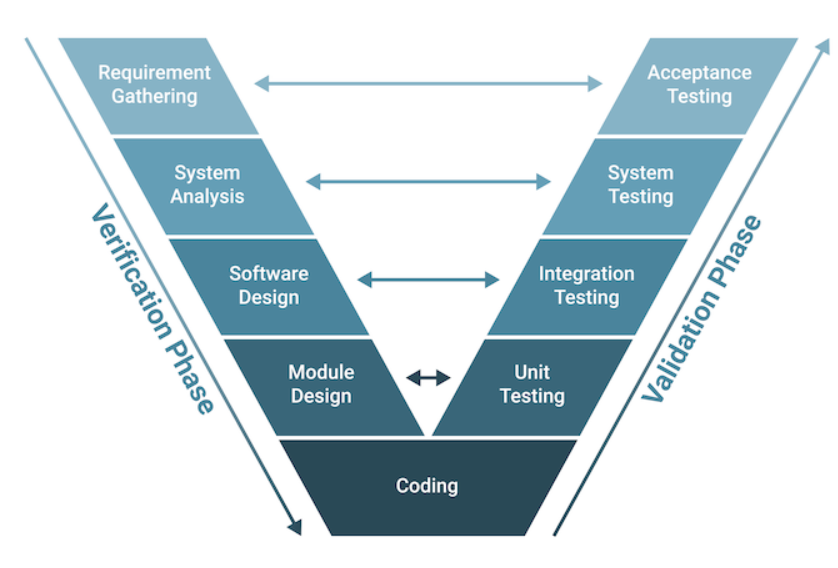 Requirement
Gathering
Acceptance
Testing
System
Analysis
System
Testing
Software
Design
Integration
Testing
Module
Design
Unit
Testing
Coding
Verification Phase
Validation Phase